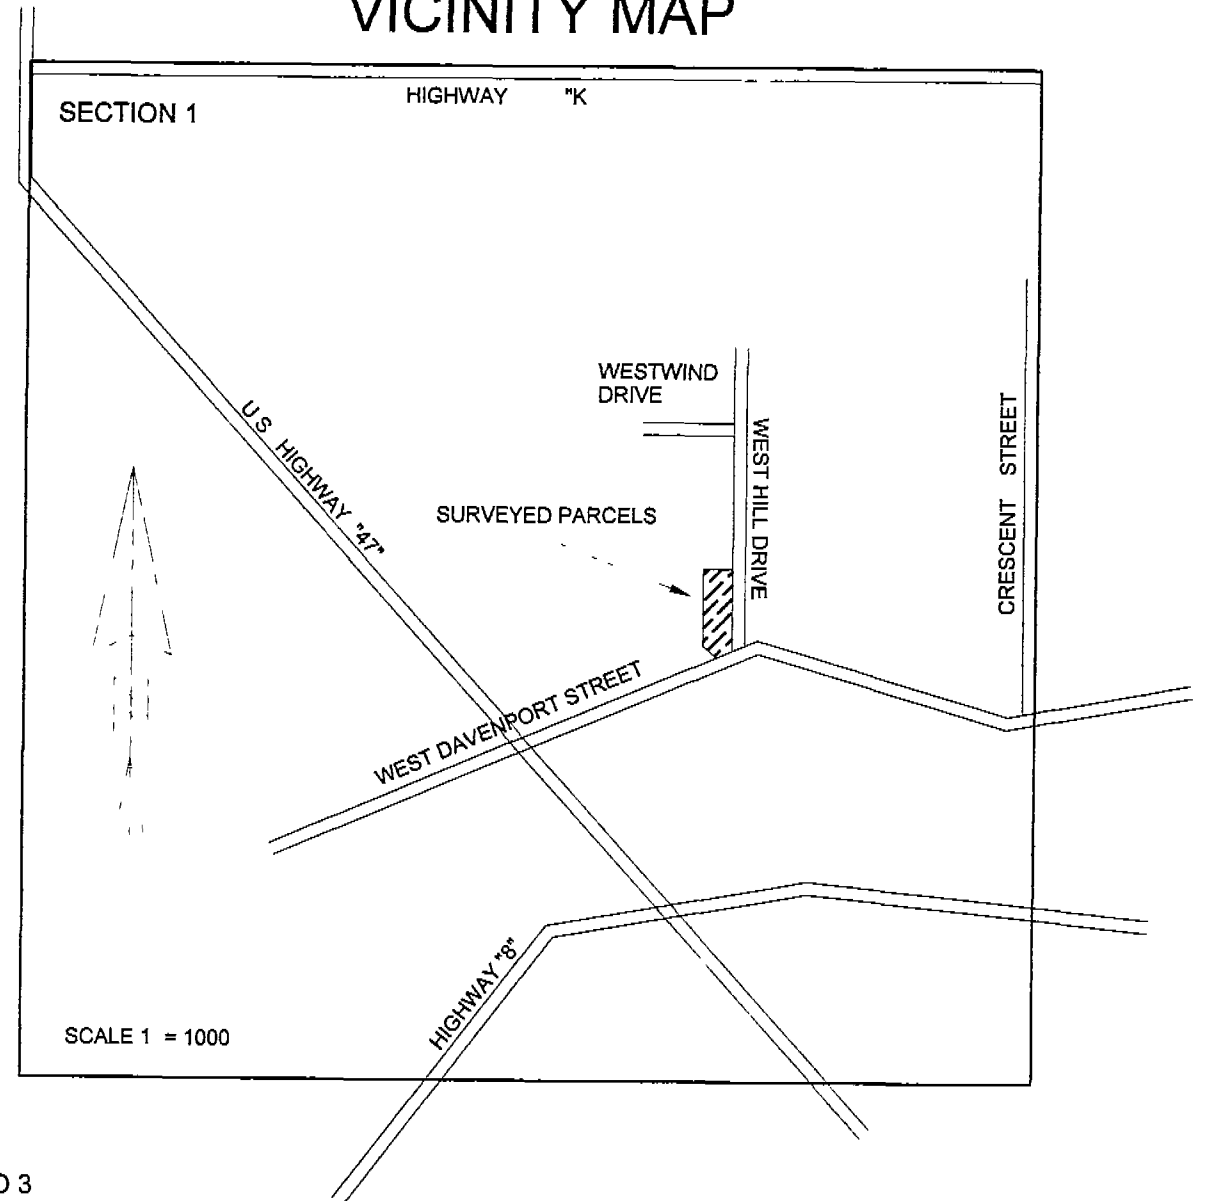 VICINITY MAP
HIGHWAY "K
SECTION 1
WESTWIND
DRIVE
U.S HIGHWAY "47"
WEST HILL DRIVE
CRESCENT STREET
SURVEYED PARCELS
WEST DAVENPORT STREET
HIGHWAY "8"
SCALE 1 = 1000
3